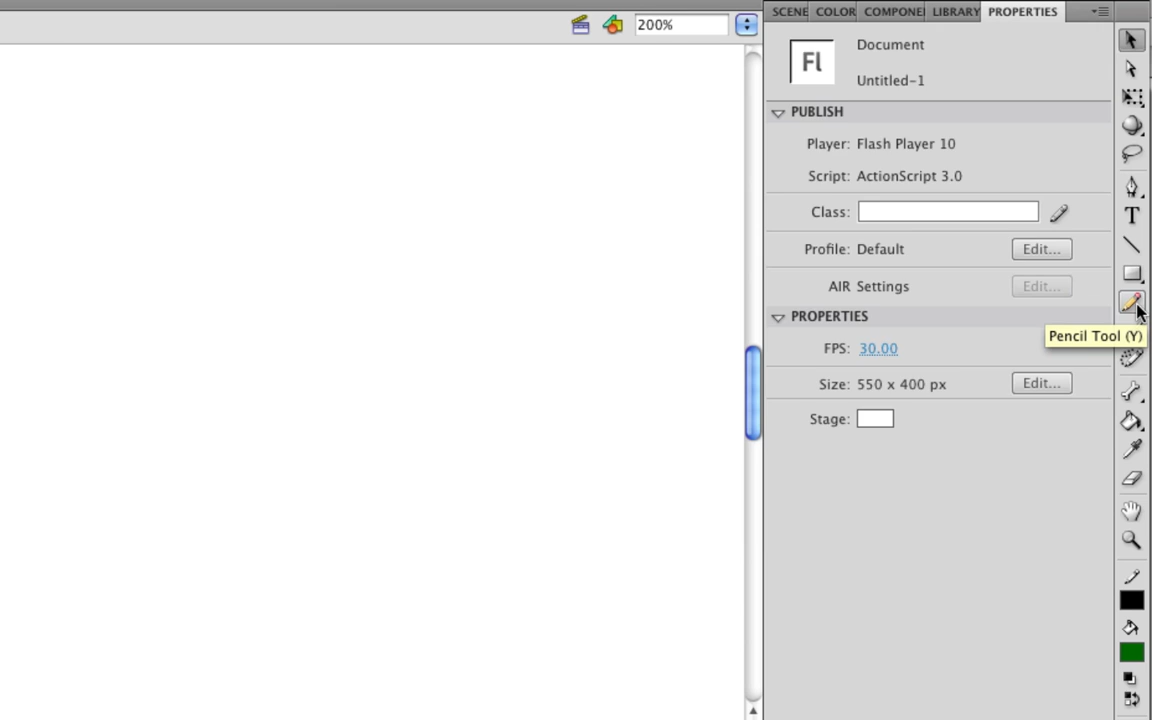 SCENE COLOR COMPONEI LIBRARY PROPERTIES
200%
Fl
Document
Untitled-1
PUBLISH
Player: Flash Player 10
Script: ActionScript 3.0
Class:
Profile: Default Edit...
AIR Settings Edit...
PROPERTIES
Pencil Tool (Y)
FPS: 30.00
Size: 550 x 400 px Edit...
Stage:
T